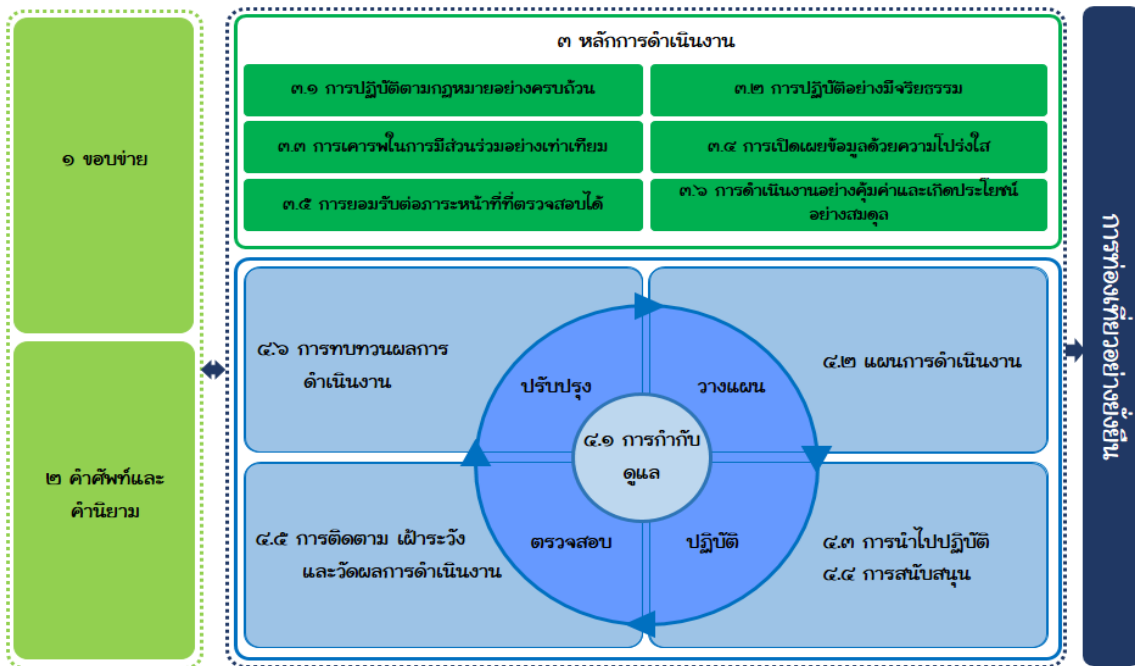 ๑ ขอบข่าย
๒ คำศัพท์และ
คำนิยาม
๓ หลักการดำเนินงาน
๓.๑ การปฏิบัติตามกฎหมายอย่างครบถ้วน
๓.๒ การปฏิบัติอย่างมีจริยธรรม
๓.๓ การเคารพในการมีส่วนร่วมอย่างเท่าเทียม
๓.๔ การเปิดเผยข้อมูลด้วยความโปร่งใส
๓.๕ การยอมรับต่อภาระหน้าที่ที่ตรวจสอบได้
๓.๖ การดำเนินงานอย่างคุ้มค่าและเกิดประโยชน์
อย่างสมดุล
๔.๖ การทบทวนผลการ
ดำเนินงาน
ปรับปรุง
วางแผน
๔.๒ แผนการดำเนินงาน
๔.๑ การกำกับ
ดูแล
๔.๕ การติดตาม เฝ้าระวัง
และวัดผลการดำเนินงาน
ตรวจสอบ
ปฏิบัติ
๔.๓ การนำไปปฏิบัติ
๔.๔ การสนับสนุน
การท่องเที่ยวอย่างยั่งยืน